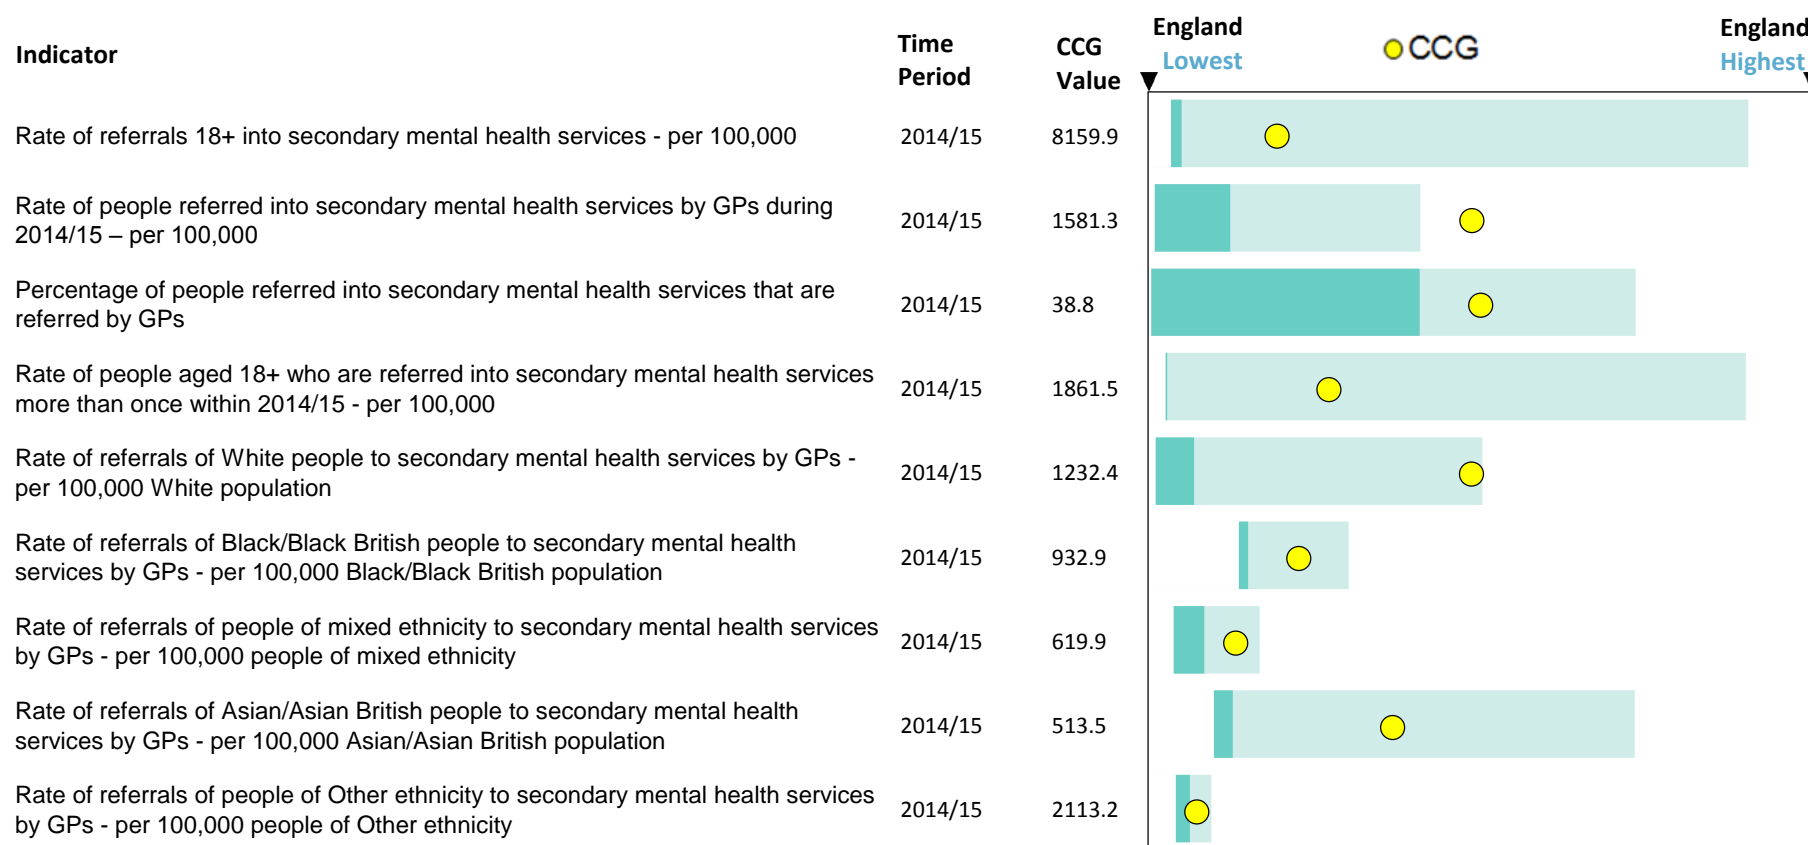 Indicator
Time
Period
CCG
Value
England
Lowest
CCG
England
Highest
Rate of referrals 18+ into secondary mental health services - per 100,000
2014/15
8159.9
Rate of people referred into secondary mental health services by GPs during
2014/15 – per 100,000
2014/15
1581.3
Percentage of people referred into secondary mental health services that are
referred by GPs
2014/15
38.8
Rate of people aged 18+ who are referred into secondary mental health services
more than once within 2014/15 - per 100,000
2014/15
1861.5
Rate of referrals of White people to secondary mental health services by GPs -
per 100,000 White population
2014/15
1232.4
Rate of referrals of Black/Black British people to secondary mental health
services by GPs - per 100,000 Black/Black British population
2014/15
932.9
Rate of referrals of people of mixed ethnicity to secondary mental health services
by GPs - per 100,000 people of mixed ethnicity
2014/15
619.9
Rate of referrals of Asian/Asian British people to secondary mental health
services by GPs - per 100,000 Asian/Asian British population
2014/15
513.5
Rate of referrals of people of Other ethnicity to secondary mental health services
by GPs - per 100,000 people of Other ethnicity
2014/15
2113.2